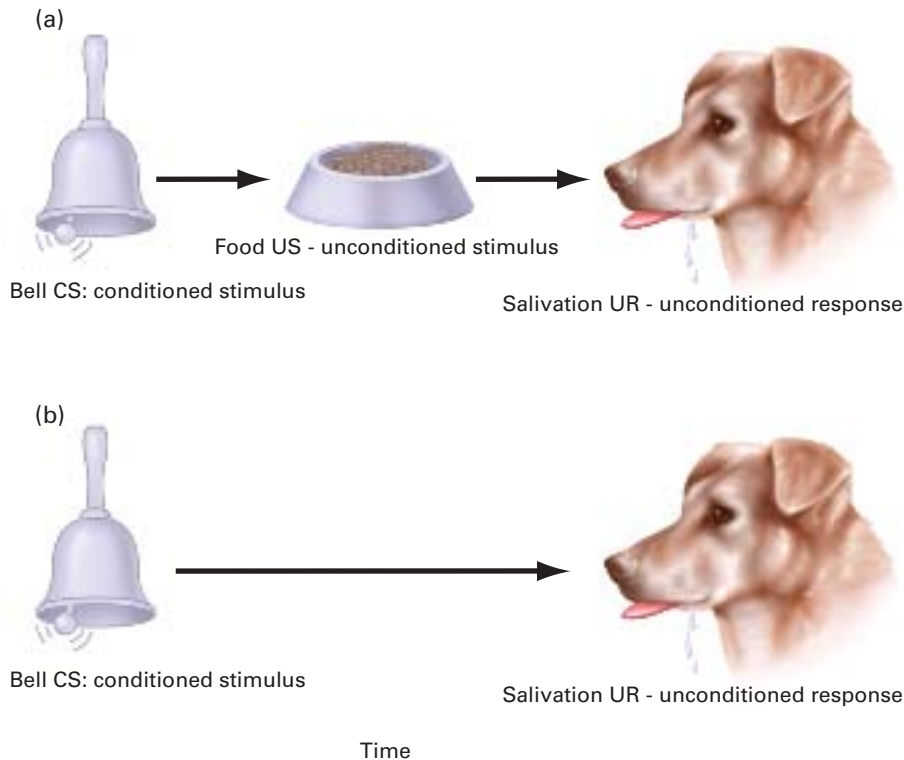 (a)
Food US - unconditioned stimulus
Bell CS: conditioned stimulus
Salivation UR - unconditioned response
(b)
Bell CS: conditioned stimulus
Salivation UR - unconditioned response
Time